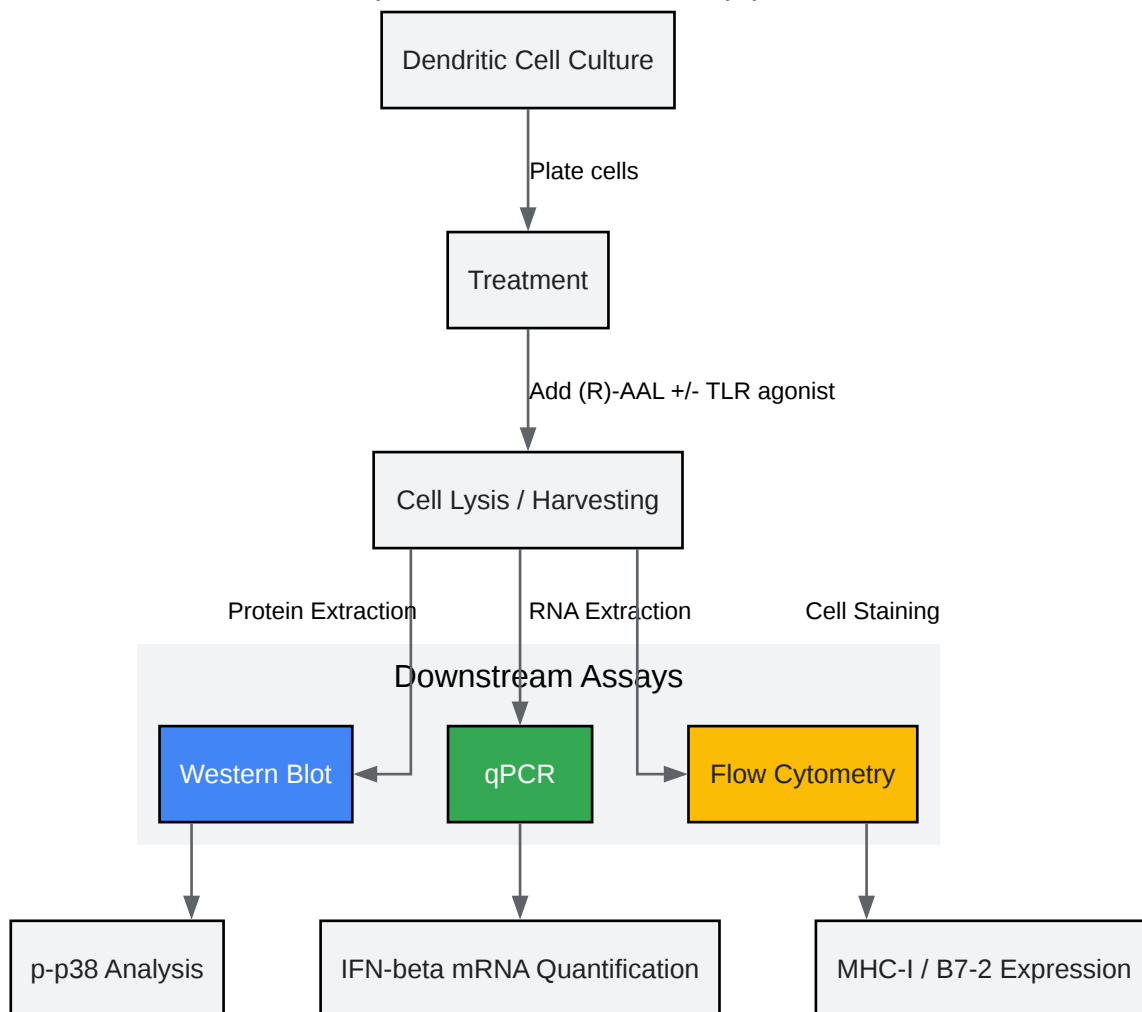 Dendritic Cell Culture
Plate cells
Treatment
Add (R)-AAL +/- TLR agonist
Cell Lysis / Harvesting
Protein Extraction
RNA Extraction
Cell Staining
Downstream Assays
Western Blot
qPCR
Flow Cytometry
p-p38 Analysis
IFN-beta mRNA Quantification
MHC-I / B7-2 Expression